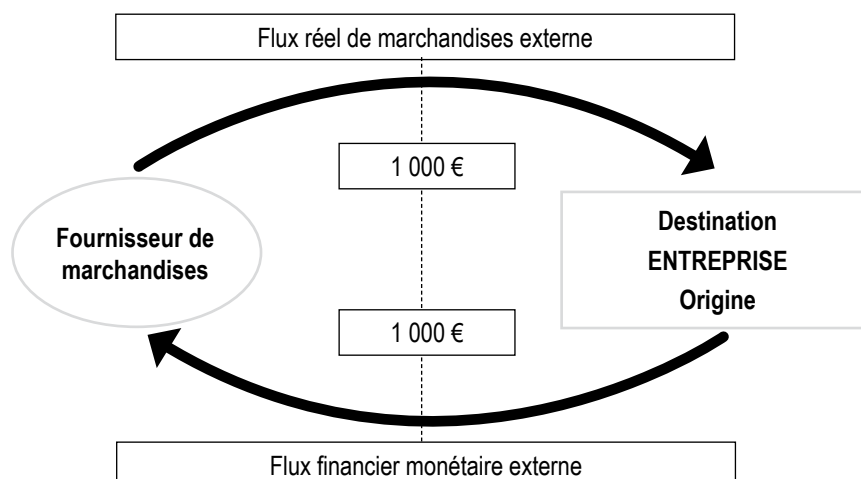 Flux réel de marchandises externe
1 000 €
Fournisseur de
marchandises
Destination
ENTREPRISE
Origine
1 000 €
Flux financier monétaire externe